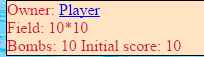 Owner: Player
Field: 10*10
Bombs: 10 Initial score: 10